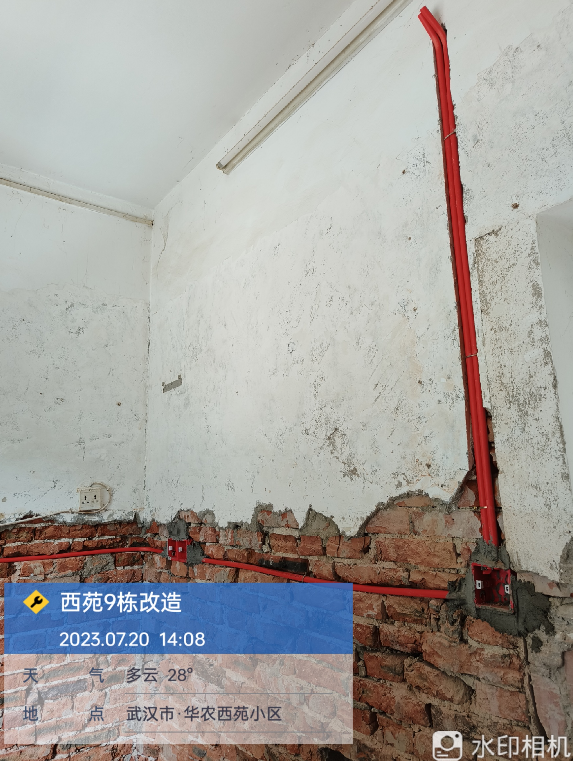 西苑9栋改造
2023.07.20 14:08
天 气 多云 28°
地 点 武汉市·华农西苑小区
水印相机